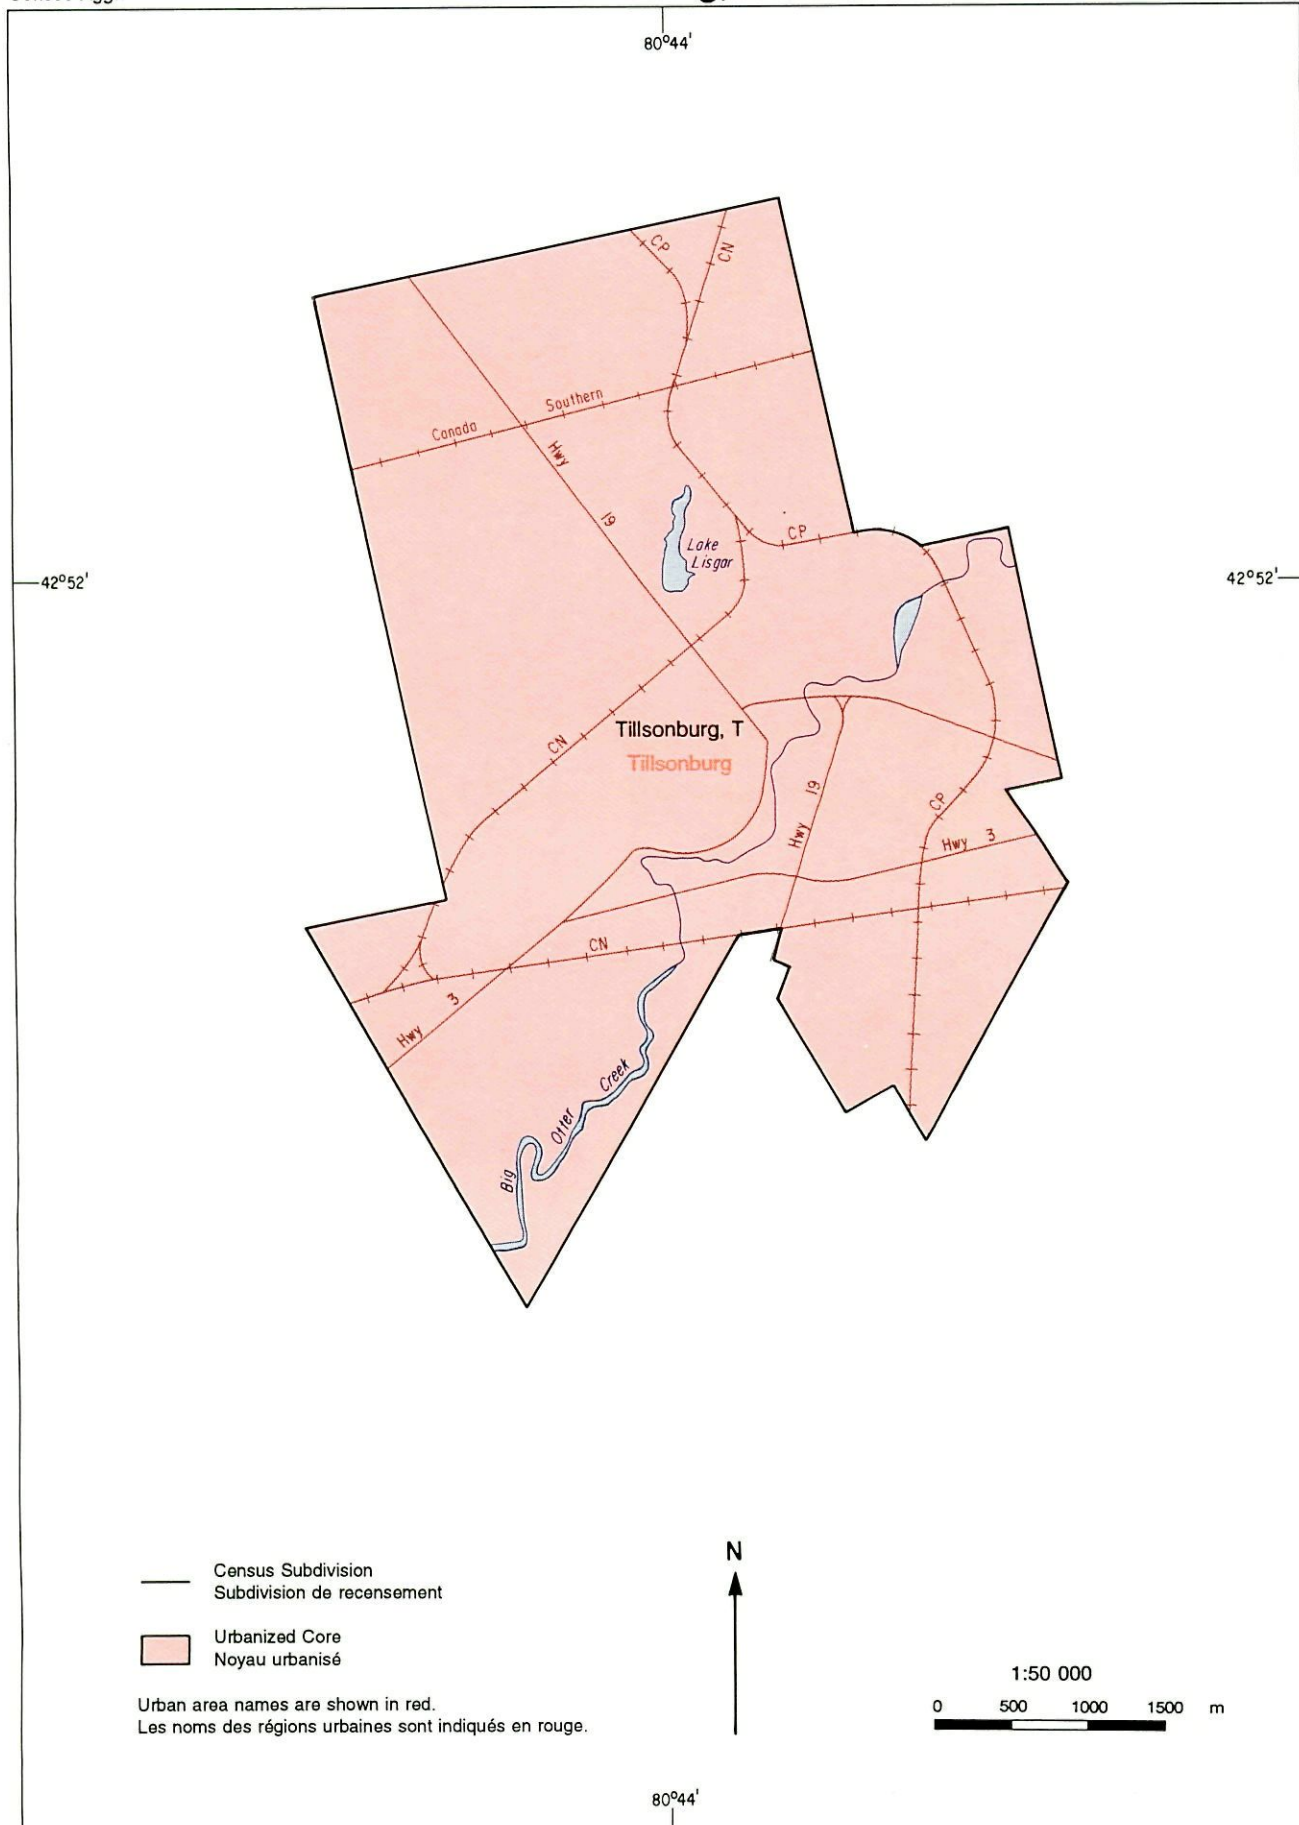 80°44'
CP
CN
Canada
Southern
Hwy
19
CP
Lake
Lisgar
42°52'
42°52'
Tillsonburg, T
Tillsonburg
CN
Hwy 19
CP
Hwy 3
CN
Hwy 3
Big Otter Creek
N
Census Subdivision
Subdivision de recensement
Urbanized Core
Noyau urbanisé
Urban area names are shown in red.
Les noms des régions urbaines sont indiqués en rouge.
1:50 000
0 500 1000 1500 m
80°44'